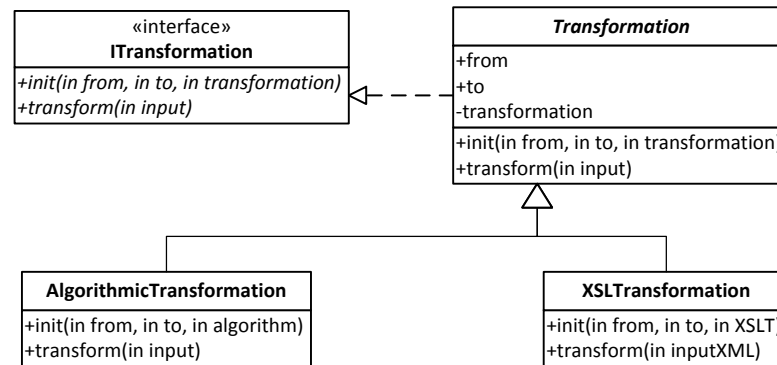 «interface»
ITransformation
+init(in from, in to, in transformation)
+transform(in input)
Transformation
+from
+to
-transformation
+init(in from, in to, in transformation)
+transform(in input)
AlgorithmicTransformation
+init(in from, in to, in algorithm)
+transform(in input)
XSLTransformation
+init(in from, in to, in XSLT)
+transform(in inputXML)